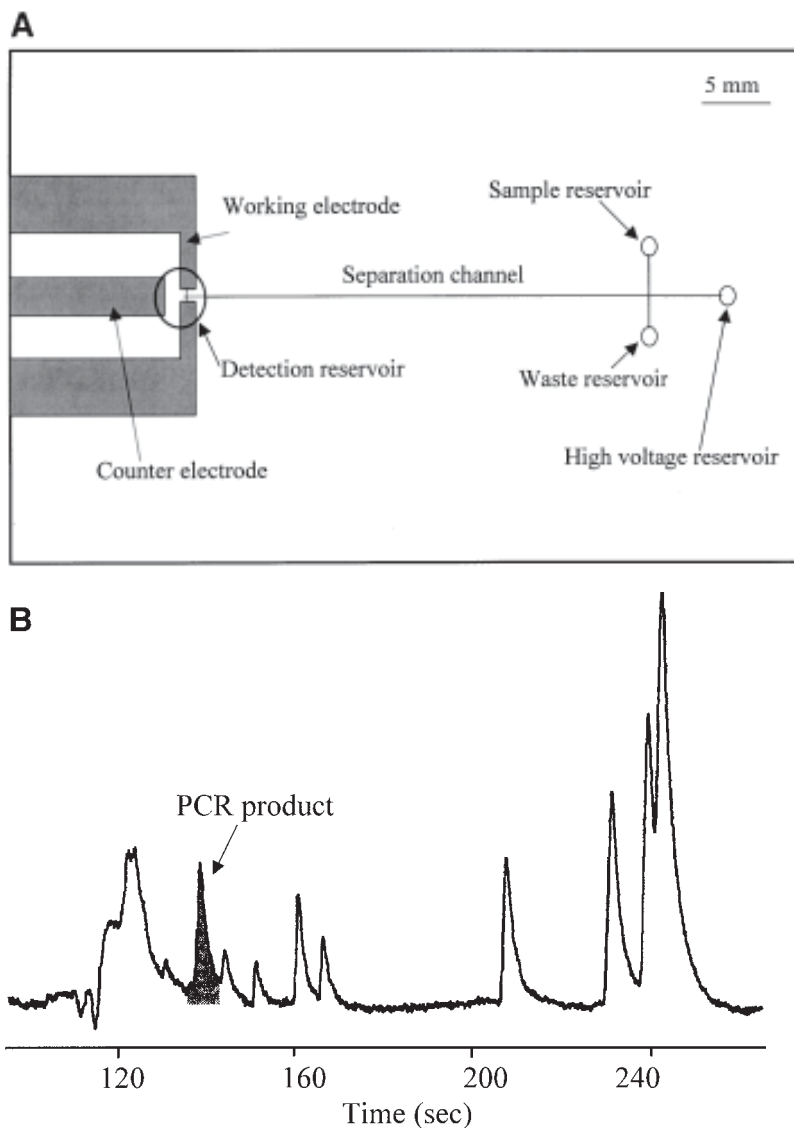 A
5 mm
Working electrode
Sample reservoir
Separation channel
Detection reservoir
Waste reservoir
Counter electrode
High voltage reservoir
B
PCR product
120 160 200 240
Time (sec)